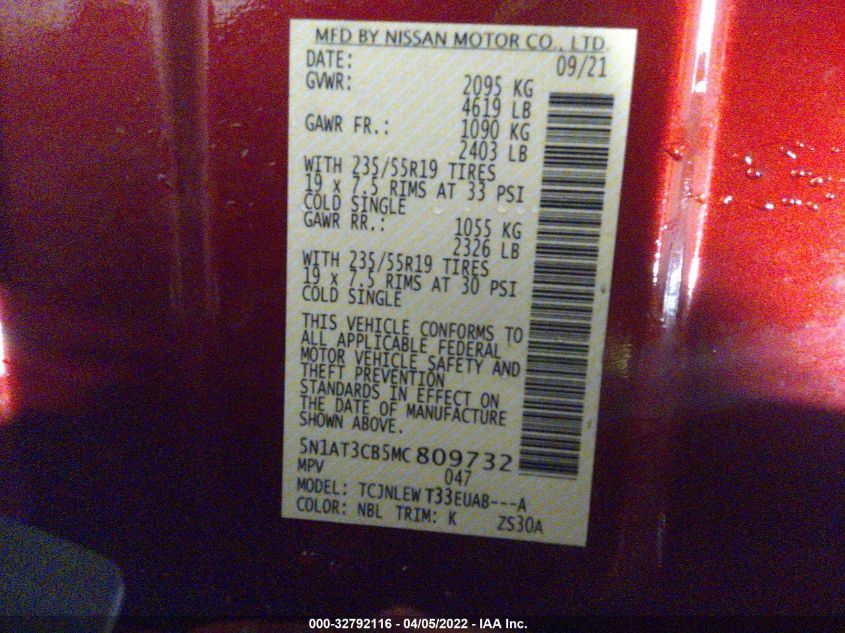 MFD BY NISSAN MOTOR CO., LTD.
DATE: 09/21
GVWR: 2095 KG
4619 LB
GAWR FR.: 1090 KG
2403 LB
WITH 235/55R19 TIRES
19 x 7.5 RIMS AT 33 PSI
COLD SINGLE
GAWR RR.: 1055 KG
2326 LB
WITH 235/55R19 TIRES
19 x 7.5 RIMS AT 30 PSI
COLD SINGLE
THIS VEHICLE CONFORMS TO
ALL APPLICABLE FEDERAL
MOTOR VEHICLE SAFETY AND
THEFT PREVENTION
STANDARDS IN EFFECT ON
THE DATE OF MANUFACTURE
SHOWN ABOVE.
5N1AT3CB5MC809732
MPV 047
MODEL: TCJNLEWT33EUAB---A
COLOR: NBL TRIM: K ZS30A
000-32792116 - 04/05/2022 - IAA Inc.